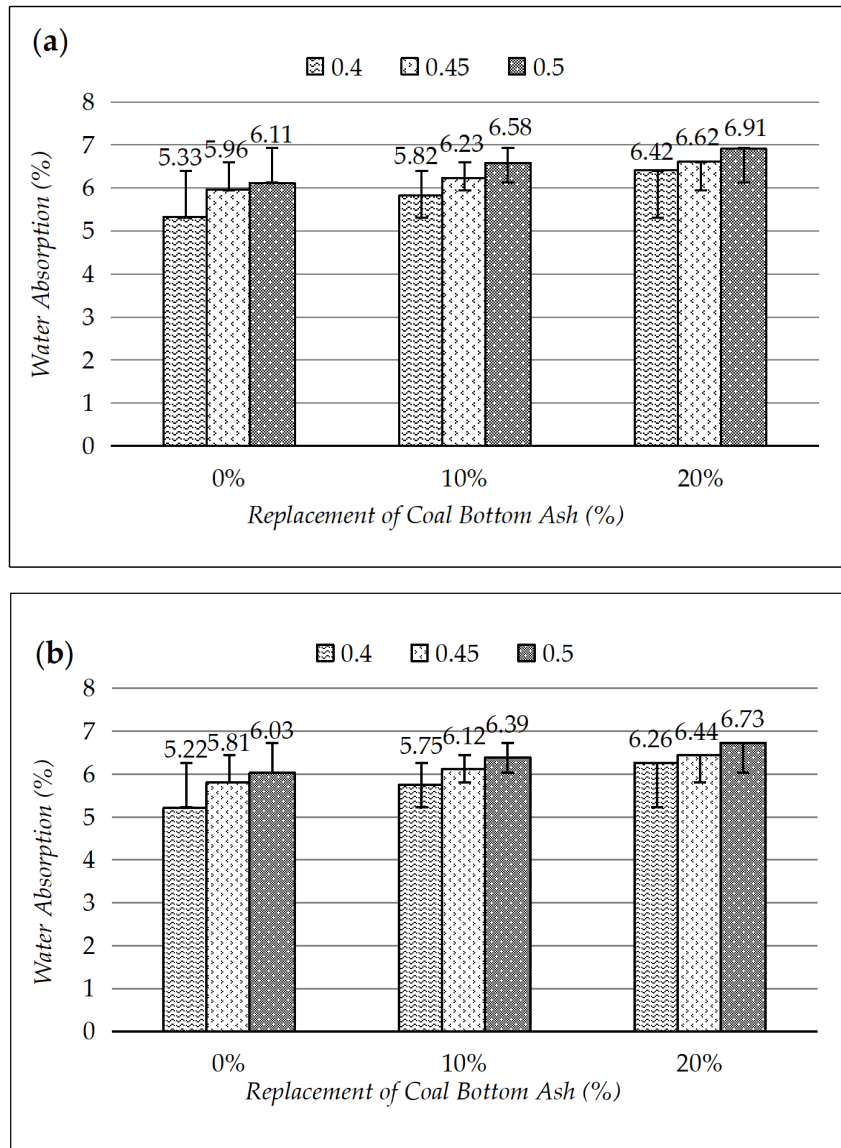 (a)
0.4 0.45 0.5
8
7
6
5
4
3
2
1
0
Water Absorption (%)
5.33 5.96 6.11 5.82 6.23 6.58 6.42 6.62 6.91
0% 10% 20%
Replacement of Coal Bottom Ash (%)
(b)
0.4 0.45 0.5
8
7
6
5
4
3
2
1
0
Water Absorption (%)
5.22 5.81 6.03 5.75 6.12 6.39 6.26 6.44 6.73
0% 10% 20%
Replacement of Coal Bottom Ash (%)